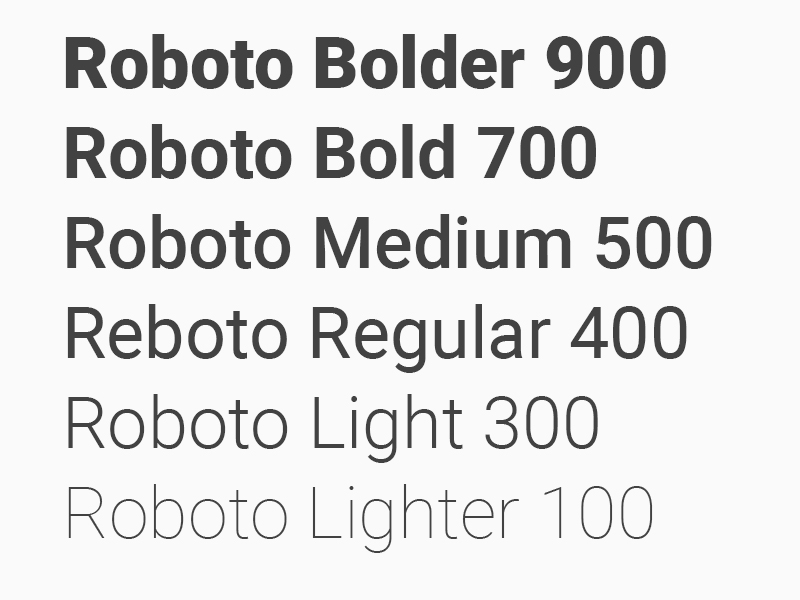 Roboto Bolder 900
Roboto Bold 700
Roboto Medium 500
Reboto Regular 400
Roboto Light 300
Roboto Lighter 100